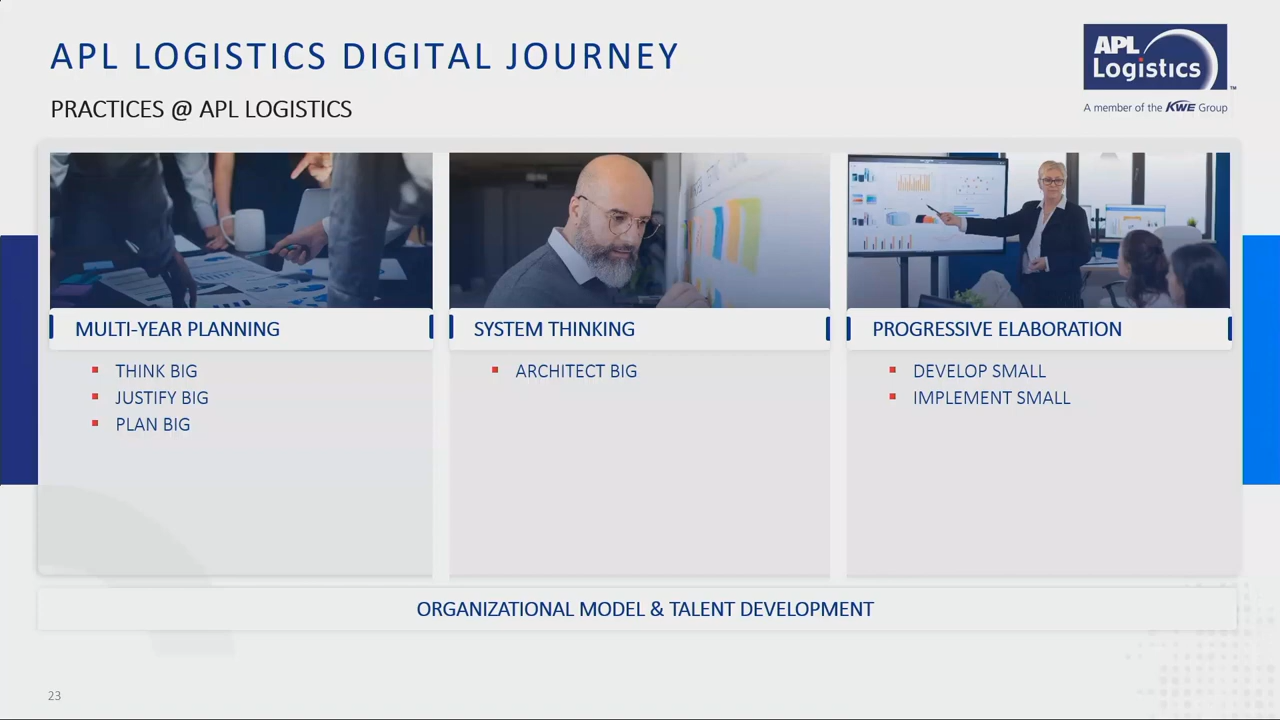 APL LOGISTICS DIGITAL JOURNEY
PRACTICES @ APL LOGISTICS
APL
Logistics
TM
A member of the KWE Group
MULTI-YEAR PLANNING
THINK BIG
JUSTIFY BIG
PLAN BIG
SYSTEM THINKING
ARCHITECT BIG
PROGRESSIVE ELABORATION
DEVELOP SMALL
IMPLEMENT SMALL
ORGANIZATIONAL MODEL & TALENT DEVELOPMENT
23